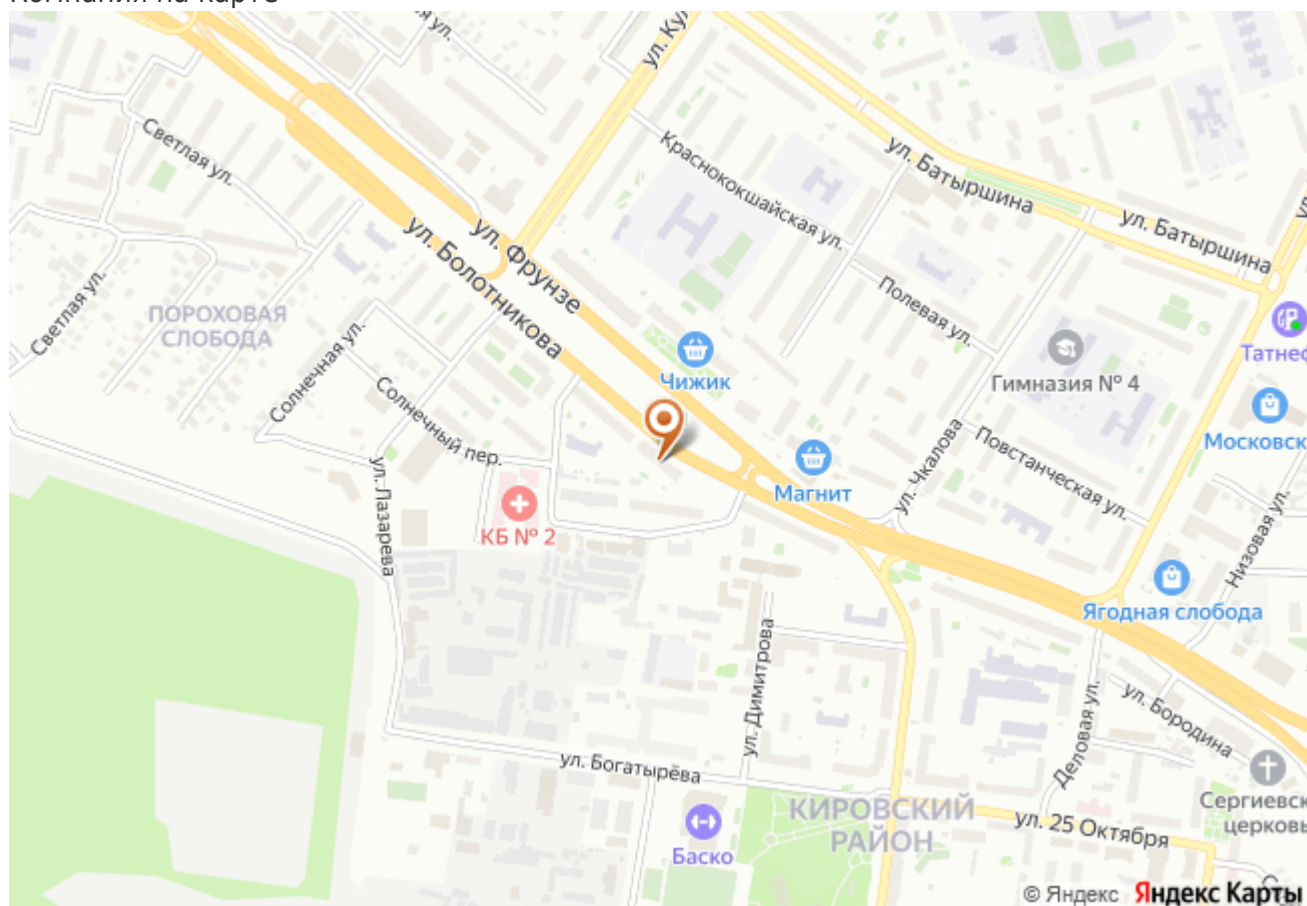 Компания на карте
ул. Ку
Светлая ул.
Краснококшайская ул.
ул. Батыршина
ул. Батыршина
ул. Фрунзе
ул. Болотникова
Светлая ул.
ПОРОХОВАЯ
СЛОБОДА
Солнечная ул.
Полевая ул.
Чижик
Гимназия № 4
Татнеф
Солнечный пер.
Московск
Магнит
ул. Чкалова
Повстанческая ул.
ул. Лазарева
КБ № 2
Низовая ул.
Ягодная слобода
ул. Димитрова
Деловая ул.
ул. Бородина
ул. Богатырёва
КИРОВСКИЙ
РАЙОН
Сергиевск
церковь
ул. 25 Октября
Баско
© Яндекс Яндекс Карты